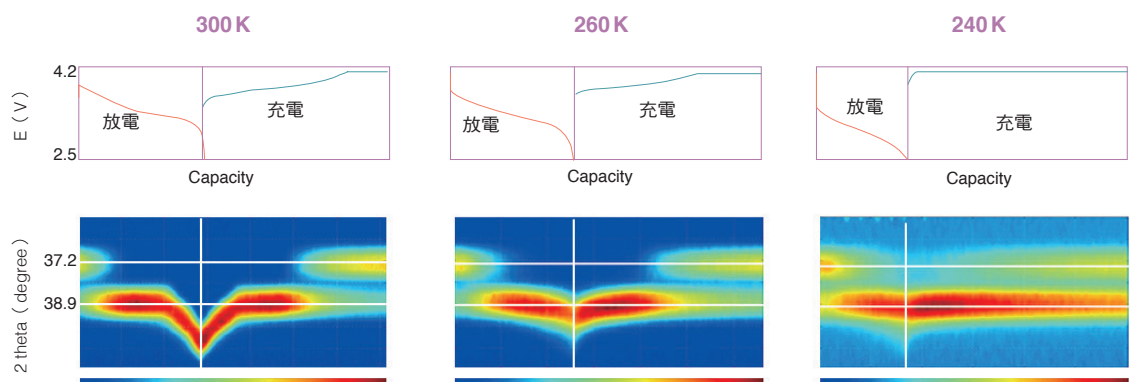 300 K
260 K
240 K
4.2
2.5
E（V）
放電
充電
放電
充電
放電
充電
Capacity
Capacity
Capacity
37.2
38.9
2 theta（degree）